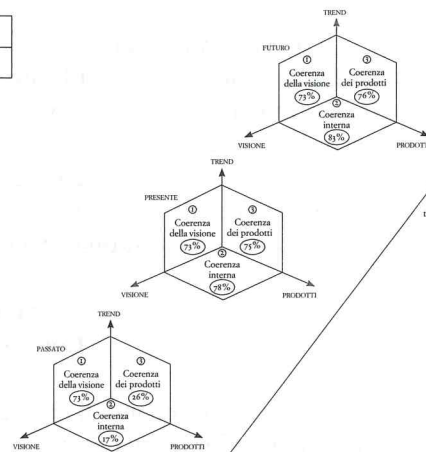 TREND
FUTURO
① ③
Coerenza Coerenza
della visione dei prodotti
73% 76%
②
Coerenza
interna
83%
VISIONE PRODOTTI
TREND
PRESENTE
① ③
Coerenza Coerenza
della visione dei prodotti
73% 75%
②
Coerenza
interna
78%
VISIONE PRODOTTI
TREND
PASSATO
① ③
Coerenza Coerenza
della visione dei prodotti
73% 26%
②
Coerenza
interna
17%
VISIONE PRODOTTI